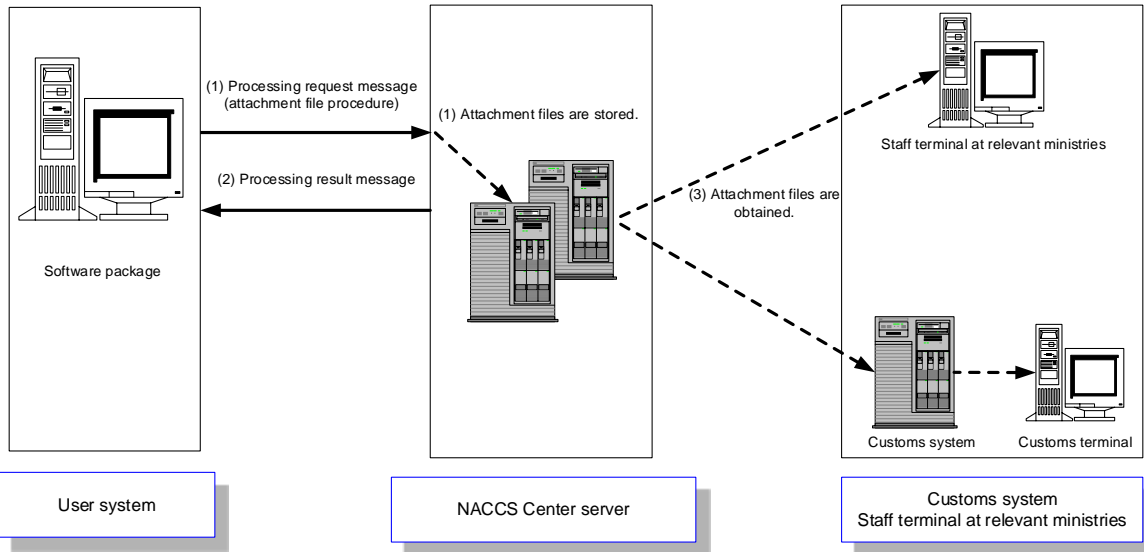 (1) Processing request message
(attachment file procedure)
(2) Processing result message
Software package
(1) Attachment files are stored.
(3) Attachment files are
obtained.
Staff terminal at relevant ministries
Customs system
Customs terminal
User system
NACCS Center server
Customs system
Staff terminal at relevant ministries